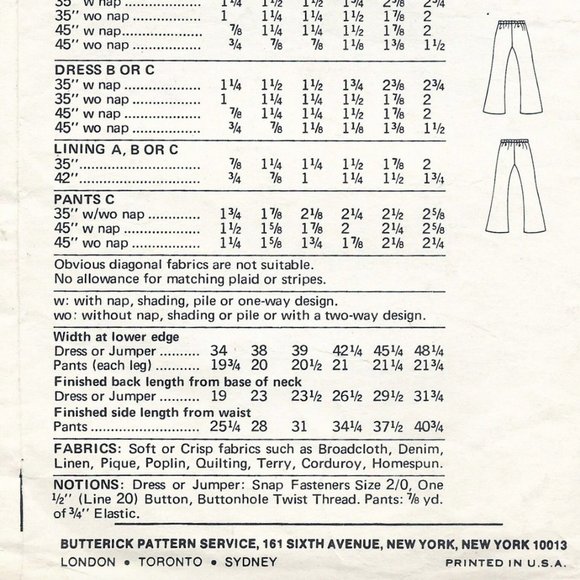 35″ w nap ............... 1¼ 1½ 1½ 1¾ 2⅜ 2¾
35″ wo nap............. 1 1¼ 1¼ 1½ 1⅞ 2
45″ w nap............... ⅞ 1¼ 1¼ 1½ 1⅞ 2
45″ wo nap ............ ¾ ⅞ ⅞ 1⅛ 1⅜ 1½
DRESS B OR C
35″ w nap ............... 1¼ 1½ 1½ 1¾ 2⅜ 2¾
35″ wo nap............. 1 1¼ 1¼ 1½ 1⅞ 2
45″ w nap ............... ⅞ 1¼ 1¼ 1½ 1⅞ 2
45″ wo nap ............. ¾ ⅞ 1⅛ 1⅛ 1⅜ 1½
LINING A, B OR C
35″........................... ⅞ 1¼ 1¼ 1½ 1⅞ 2
42″........................... ¾ ⅞ 1 1¼ 1½ 1¾
PANTS C
35″ w/wo nap ........... 1¾ 1⅞ 2⅛ 2¼ 2½ 2⅝
45″ w nap ............... 1½ 1⅝ 1⅞ 2 2¼ 2⅝
45″ wo nap ............. 1¼ 1⅝ 1¾ 1⅞ 2⅛ 2¼
Obvious diagonal fabrics are not suitable.
No allowance for matching plaid or stripes.
w: with nap, shading, pile or one-way design.
wo: without nap, shading or pile or with a two-way design.
Width at lower edge
Dress or Jumper .......... 34 38 39 42¼ 45¼ 48¼
Pants (each leg) ........... 19¾ 20 20½ 21 21¼ 21¾
Finished back length from base of neck
Dress or Jumper .......... 19 23 23½ 26½ 29½ 31¾
Finished side length from waist
Pants ......................... 25¼ 28 31 34¼ 37½ 40¾
FABRICS: Soft or Crisp fabrics such as Broadcloth, Denim,
Linen, Pique, Poplin, Quilting, Terry, Corduroy, Homespun.
NOTIONS: Dress or Jumper: Snap Fasteners Size 2/0, One
½″ (Line 20) Button, Buttonhole Twist Thread. Pants: ⅞ yd.
of ¾″ Elastic.
BUTTERICK PATTERN SERVICE, 161 SIXTH AVENUE, NEW YORK, NEW YORK 10013
LONDON • TORONTO • SYDNEY PRINTED IN U.S.A.